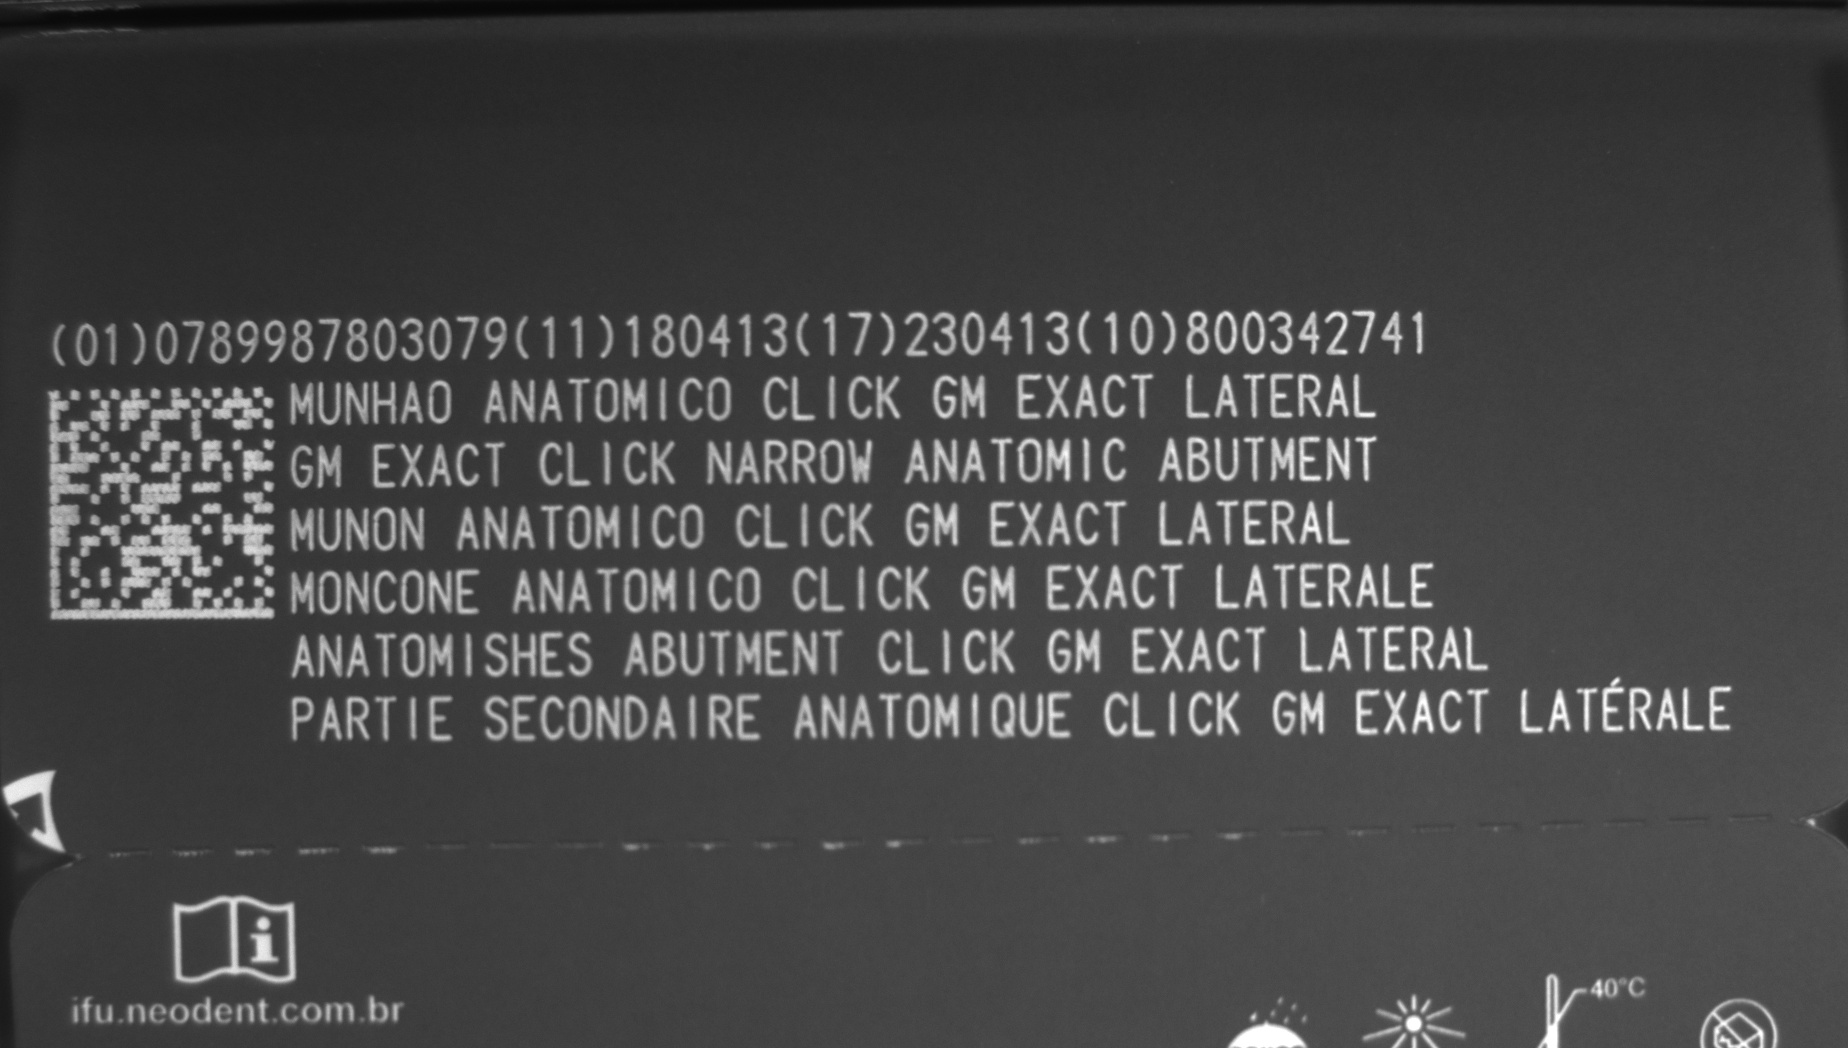 (01)0789987803079(11)180413(17)230413(10)800342741
MUNHAO ANATOMICO CLICK GM EXACT LATERAL
GM EXACT CLICK NARROW ANATOMIC ABUTMENT
MUNON ANATOMICO CLICK GM EXACT LATERAL
MONCONE ANATOMICO CLICK GM EXACT LATERALE
ANATOMISHES ABUTMENT CLICK GM EXACT LATERAL
PARTIE SECONDAIRE ANATOMIQUE CLICK GM EXACT LATÉRALE
ifu.neodent.com.br
40°C